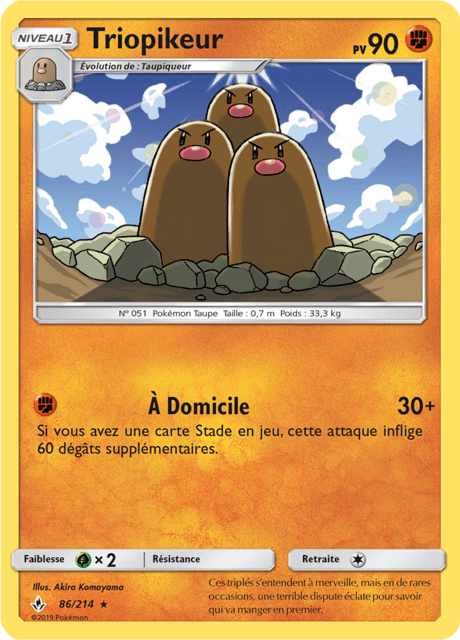 NIVEAU 1
Triopikeur
PV 90
Évolution de : Taupiqueur
N° 051 Pokémon Taupe Taille : 0,7 m Poids : 33,3 kg
À Domicile 30+
Si vous avez une carte Stade en jeu, cette attaque inflige
60 dégâts supplémentaires.
Faiblesse × 2 Résistance Retraite
Illus. Akira Komayama
86/214 ★
©2019 Pokémon
Ces triplés s'entendent à merveille, mais en de rares
occasions, une terrible dispute éclate pour savoir
qui va manger en premier.